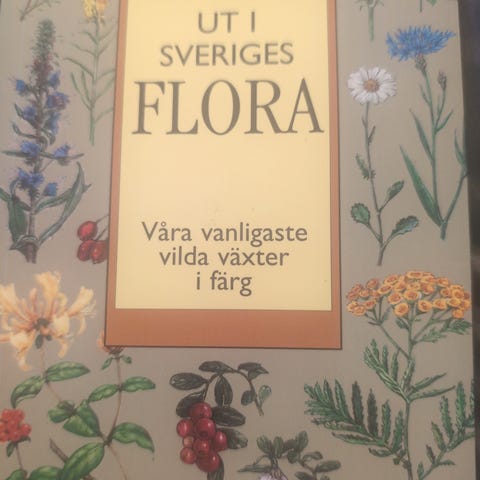 UT I
SVERIGES
FLORA
Våra vanligaste
vilda växter
i färg